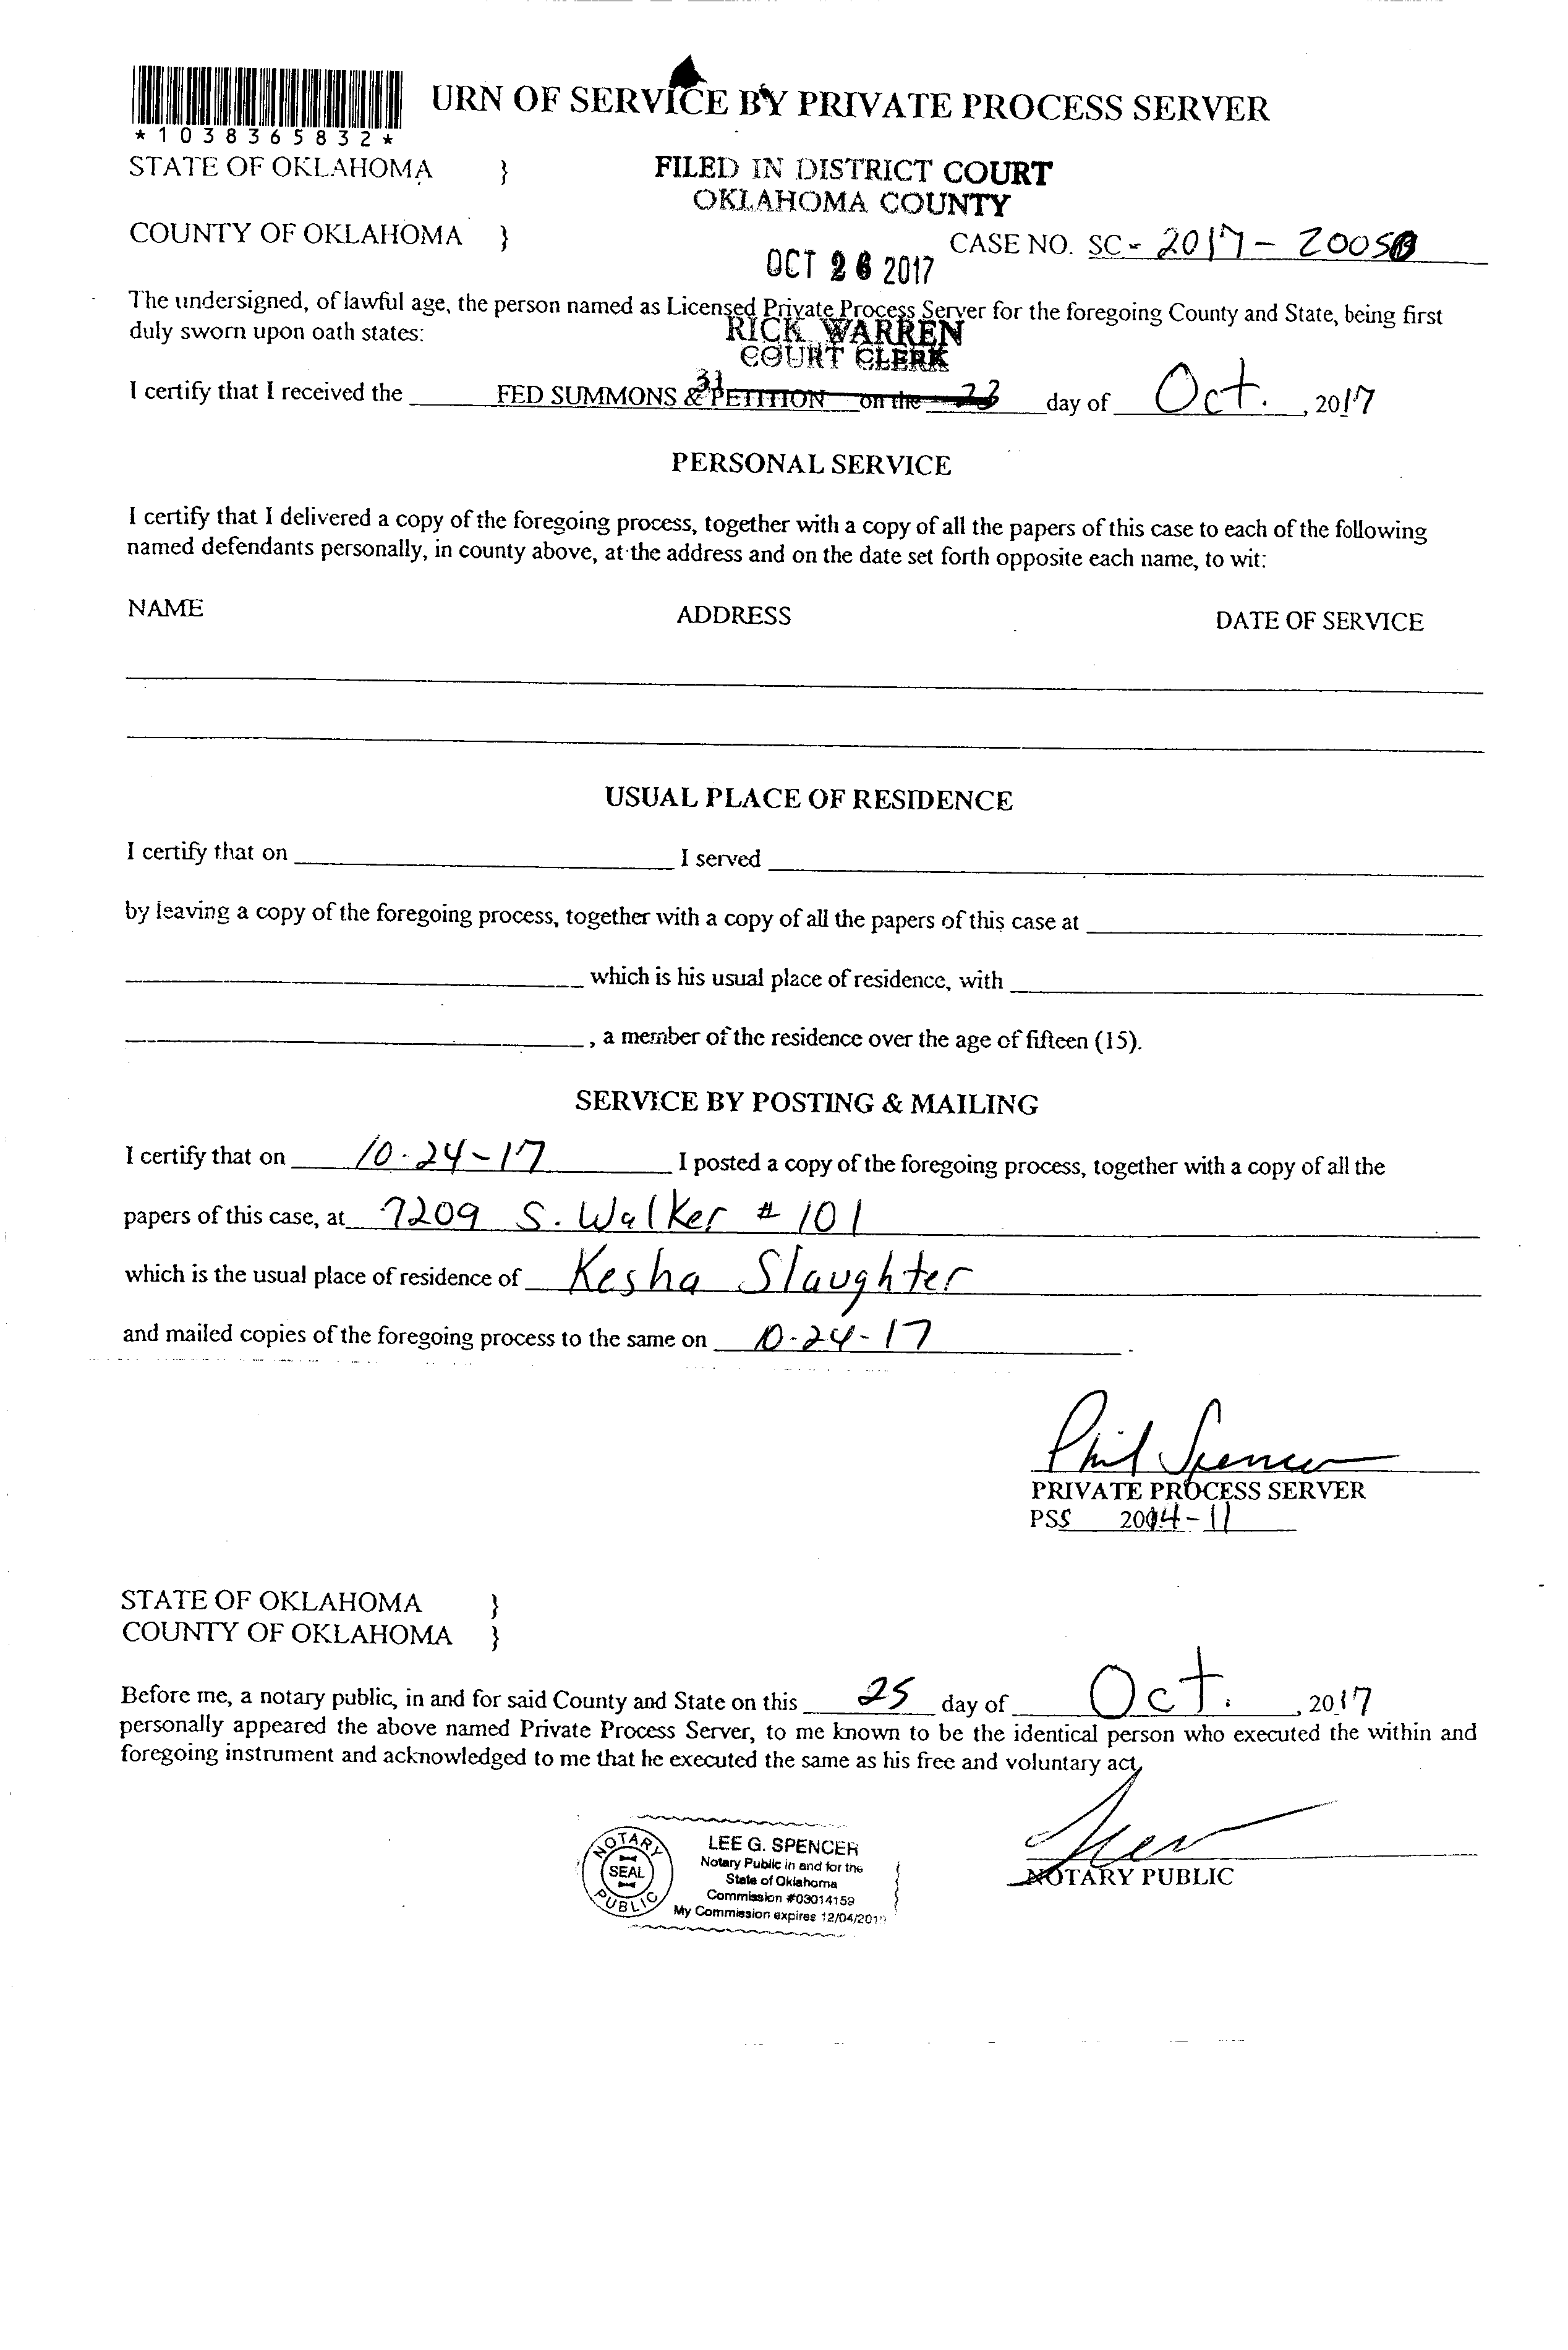 URN OF SERVICE BY PRIVATE PROCESS SERVER
*1038365832*
STATE OF OKLAHOMA }
FILED IN DISTRICT COURT
OKLAHOMA COUNTY
COUNTY OF OKLAHOMA }
CASE NO. SC - 2017-
OCT 26 2017
The undersigned, of lawful age, the person named as Licensed Private Process Server for the foregoing County and State, being first
duly sworn upon oath states:
RICK WARREN
COURT CLERK
31
I certify that I received the FED SUMMONS & PETITION on the 23 day of Oct. , 2017
PERSONAL SERVICE
I certify that I delivered a copy of the foregoing process, together with a copy of all the papers of this case to each of the following
named defendants personally, in county above, at the address and on the date set forth opposite each name, to wit:
NAME ADDRESS DATE OF SERVICE
USUAL PLACE OF RESIDENCE
I certify that on I served
by leaving a copy of the foregoing process, together with a copy of all the papers of this case at
which is his usual place of residence, with
, a member of the residence over the age of fifteen (15).
SERVICE BY POSTING & MAILING
I certify that on 10-24-17 I posted a copy of the foregoing process, together with a copy of all the
papers of this case, at 7209 S. Walker # 101
which is the usual place of residence of Kesha Slaughter
and mailed copies of the foregoing process to the same on 10-24-17 .
Phil Spencer
PRIVATE PROCESS SERVER
PSS 2014-11
STATE OF OKLAHOMA }
COUNTY OF OKLAHOMA }
Before me, a notary public, in and for said County and State on this 25 day of Oct. , 2017
personally appeared the above named Private Process Server, to me known to be the identical person who executed the within and
foregoing instrument and acknowledged to me that he executed the same as his free and voluntary act.
NOTARY PUBLIC
SEAL
LEE G. SPENCER
Notary Public in and for the
State of Oklahoma
Commission #03014159
My Commission expires
NOTARY PUBLIC